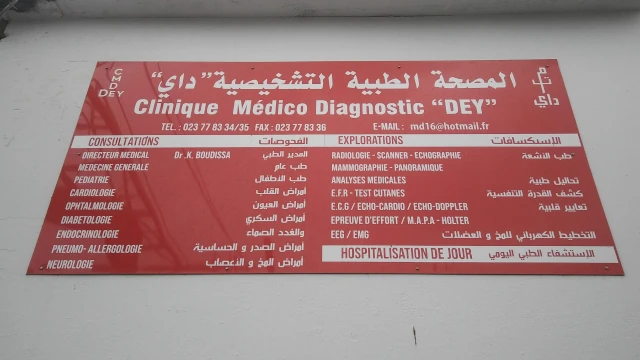 CMD DEY
المصحة الطبية التشخيصية "داي"
م ت داي
Clinique Médico Diagnostic "DEY"
TEL. : 023 77 83 34/35 FAX : 023 77 83 36 E-MAIL : md16@hotmail.fr
CONSULTATIONS الفحوصات
DIRECTEUR MEDICAL Dr. K. BOUDISSA المدير الطبي
MEDECINE GENERALE طب عام
PEDIATRIE طب الأطفال
CARDIOLOGIE أمراض القلب
OPHTALMOLOGIE أمراض العيون
DIABETOLOGIE أمراض السكري
ENDOCRINOLOGIE والغدد الصماء
PNEUMO- ALLERGOLOGIE أمراض الصدر و الحساسية
NEUROLOGIE أمراض المخ و الأعصاب
EXPLORATIONS الإستكسافات
RADIOLOGIE - SCANNER - ECHOGRAPHIE طب الاشعة
MAMMOGRAPHIE - PANORAMIQUE
ANALYSES MEDICALES تحاليل طبية
E.F.R - TEST CUTANES كشف القدرة التنفسية
E.C.G / ECHO-CARDIO / ECHO-DOPPLER تعابير قلبية
EPREUVE D'EFFORT / M.A.P.A - HOLTER
EEG / EMG التخطيط الكهربائي للمخ و العضلات
HOSPITALISATION DE JOUR الإستشفاء الطبي اليومي